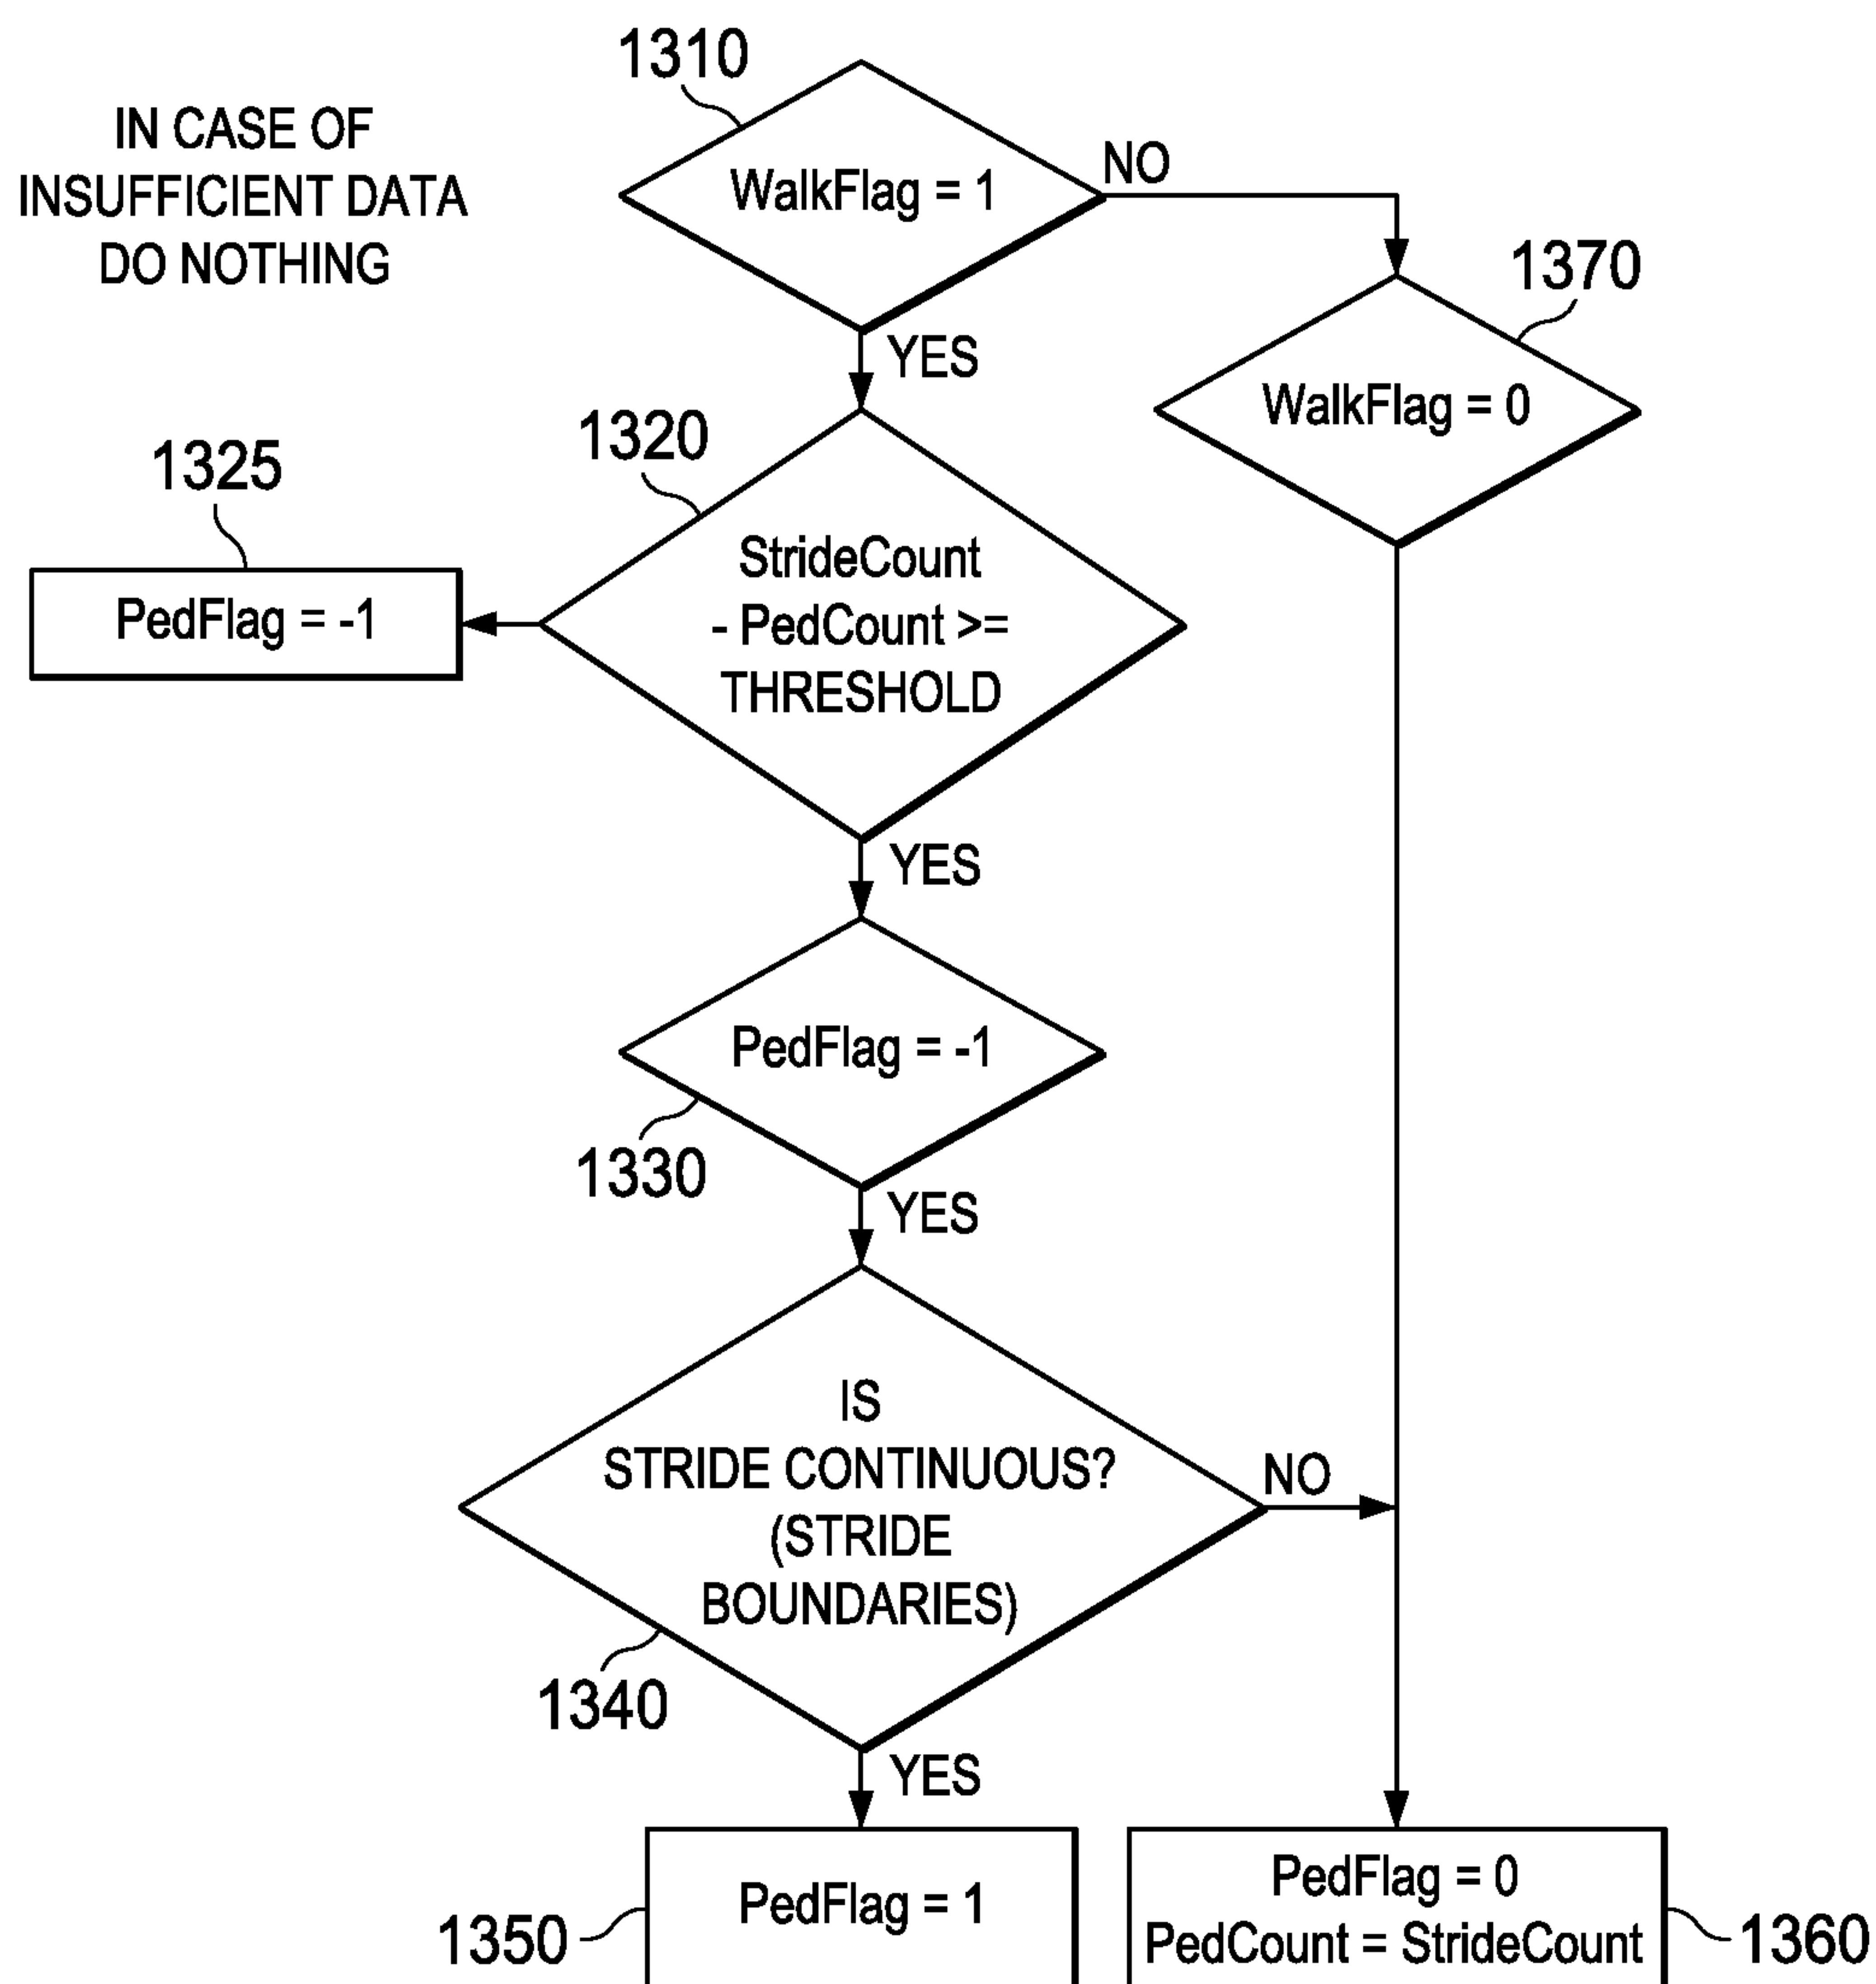 1310
IN CASE OF
INSUFFICIENT DATA
DO NOTHING
WalkFlag = 1
NO
1370
YES
WalkFlag = 0
1320
1325
StrideCount
- PedCount >=
THRESHOLD
PedFlag = -1
YES
PedFlag = -1
1330
YES
IS
STRIDE CONTINUOUS?
(STRIDE
BOUNDARIES)
NO
1340
YES
PedFlag = 1
1350
PedFlag = 0
PedCount = StrideCount
1360